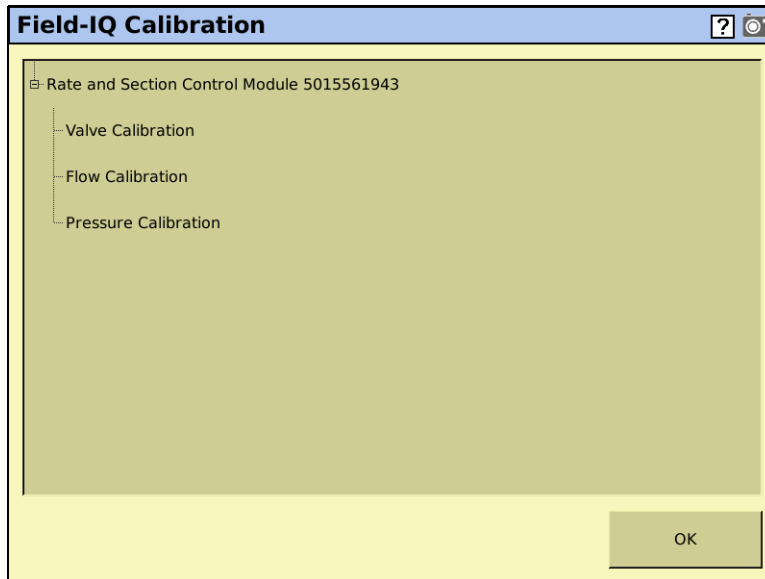 Field-IQ Calibration
?
Rate and Section Control Module 5015561943
Valve Calibration
Flow Calibration
Pressure Calibration
OK